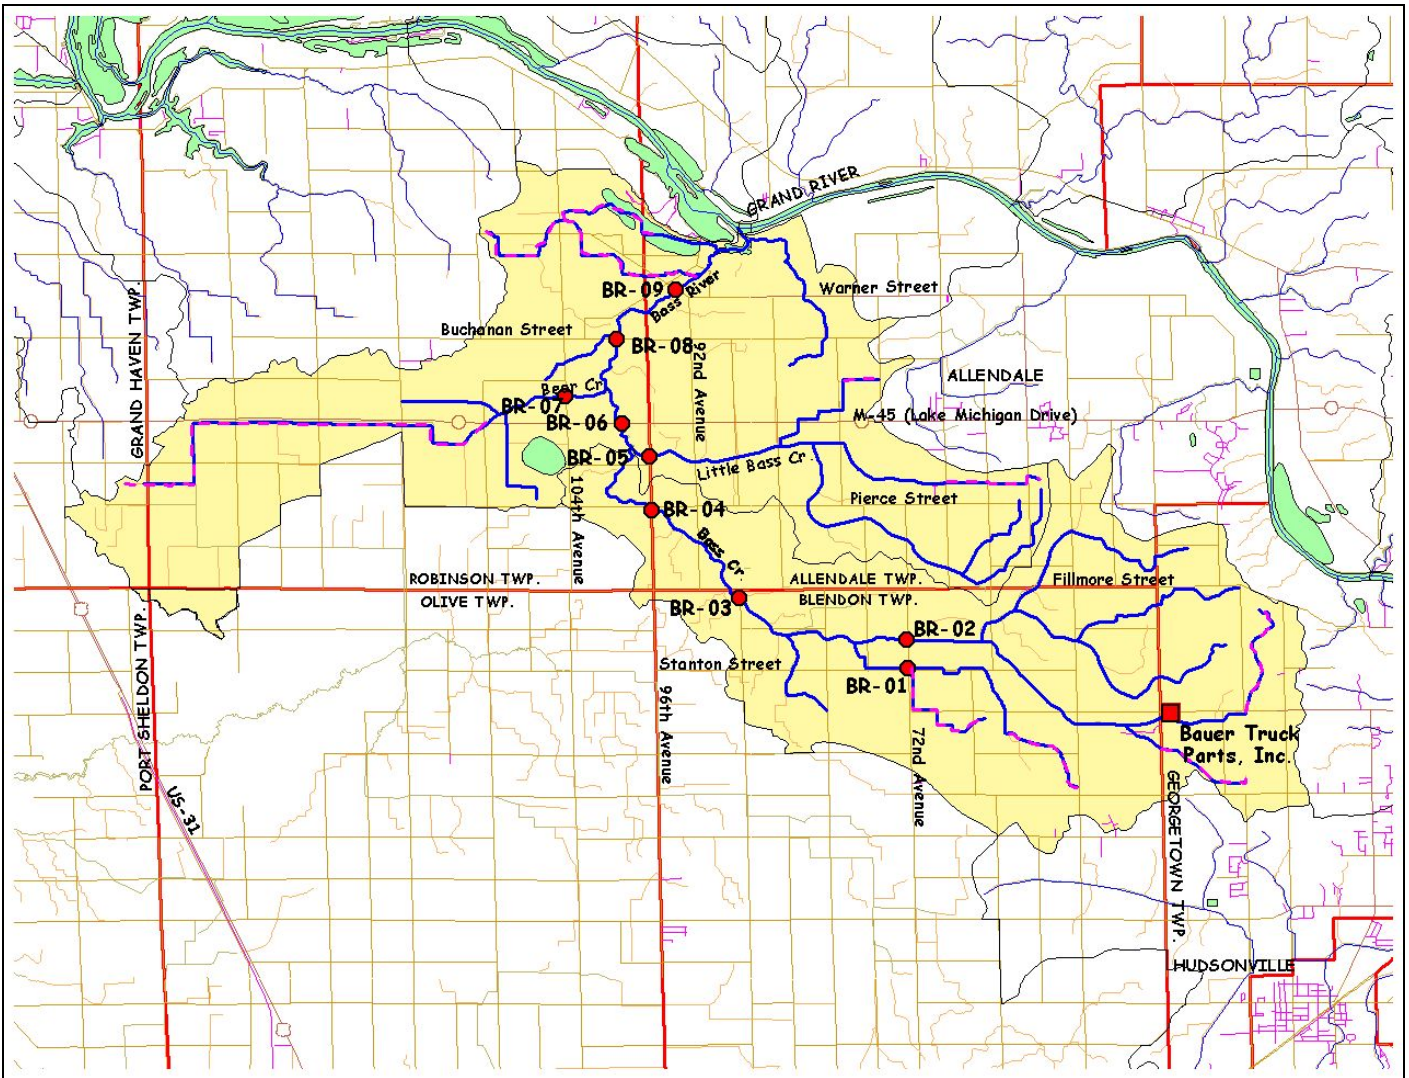 GRAND RIVER
GRAND HAVEN TWP.
BR-09
Bass River
Warner Street
Buchanan Street
BR-08
92nd Avenue
ALLENDALE
Bear Cr.
BR-07
M-45 (Lake Michigan Drive)
BR-06
BR-05
Little Bass Cr.
104th Avenue
Pierce Street
BR-04
Bass Cr.
ROBINSON TWP.
OLIVE TWP.
ALLENDALE TWP.
BLENDON TWP.
Fillmore Street
BR-03
PORT SHELDON TWP.
BR-02
Stanton Street
BR-01
96th Avenue
72nd Avenue
Bauer Truck
Parts, Inc.
US-31
GEORGETOWN TWP.
HUDSONVILLE